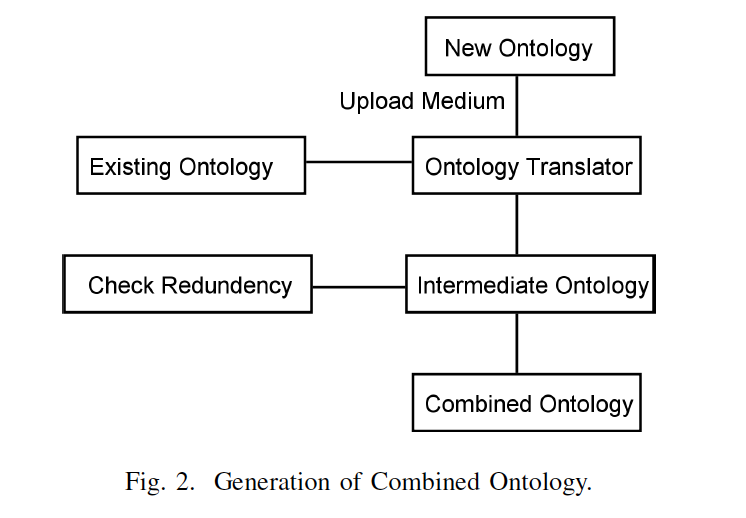 New Ontology
Upload Medium
Existing Ontology
Ontology Translator
Check Redundency
Intermediate Ontology
Combined Ontology
Fig. 2. Generation of Combined Ontology.